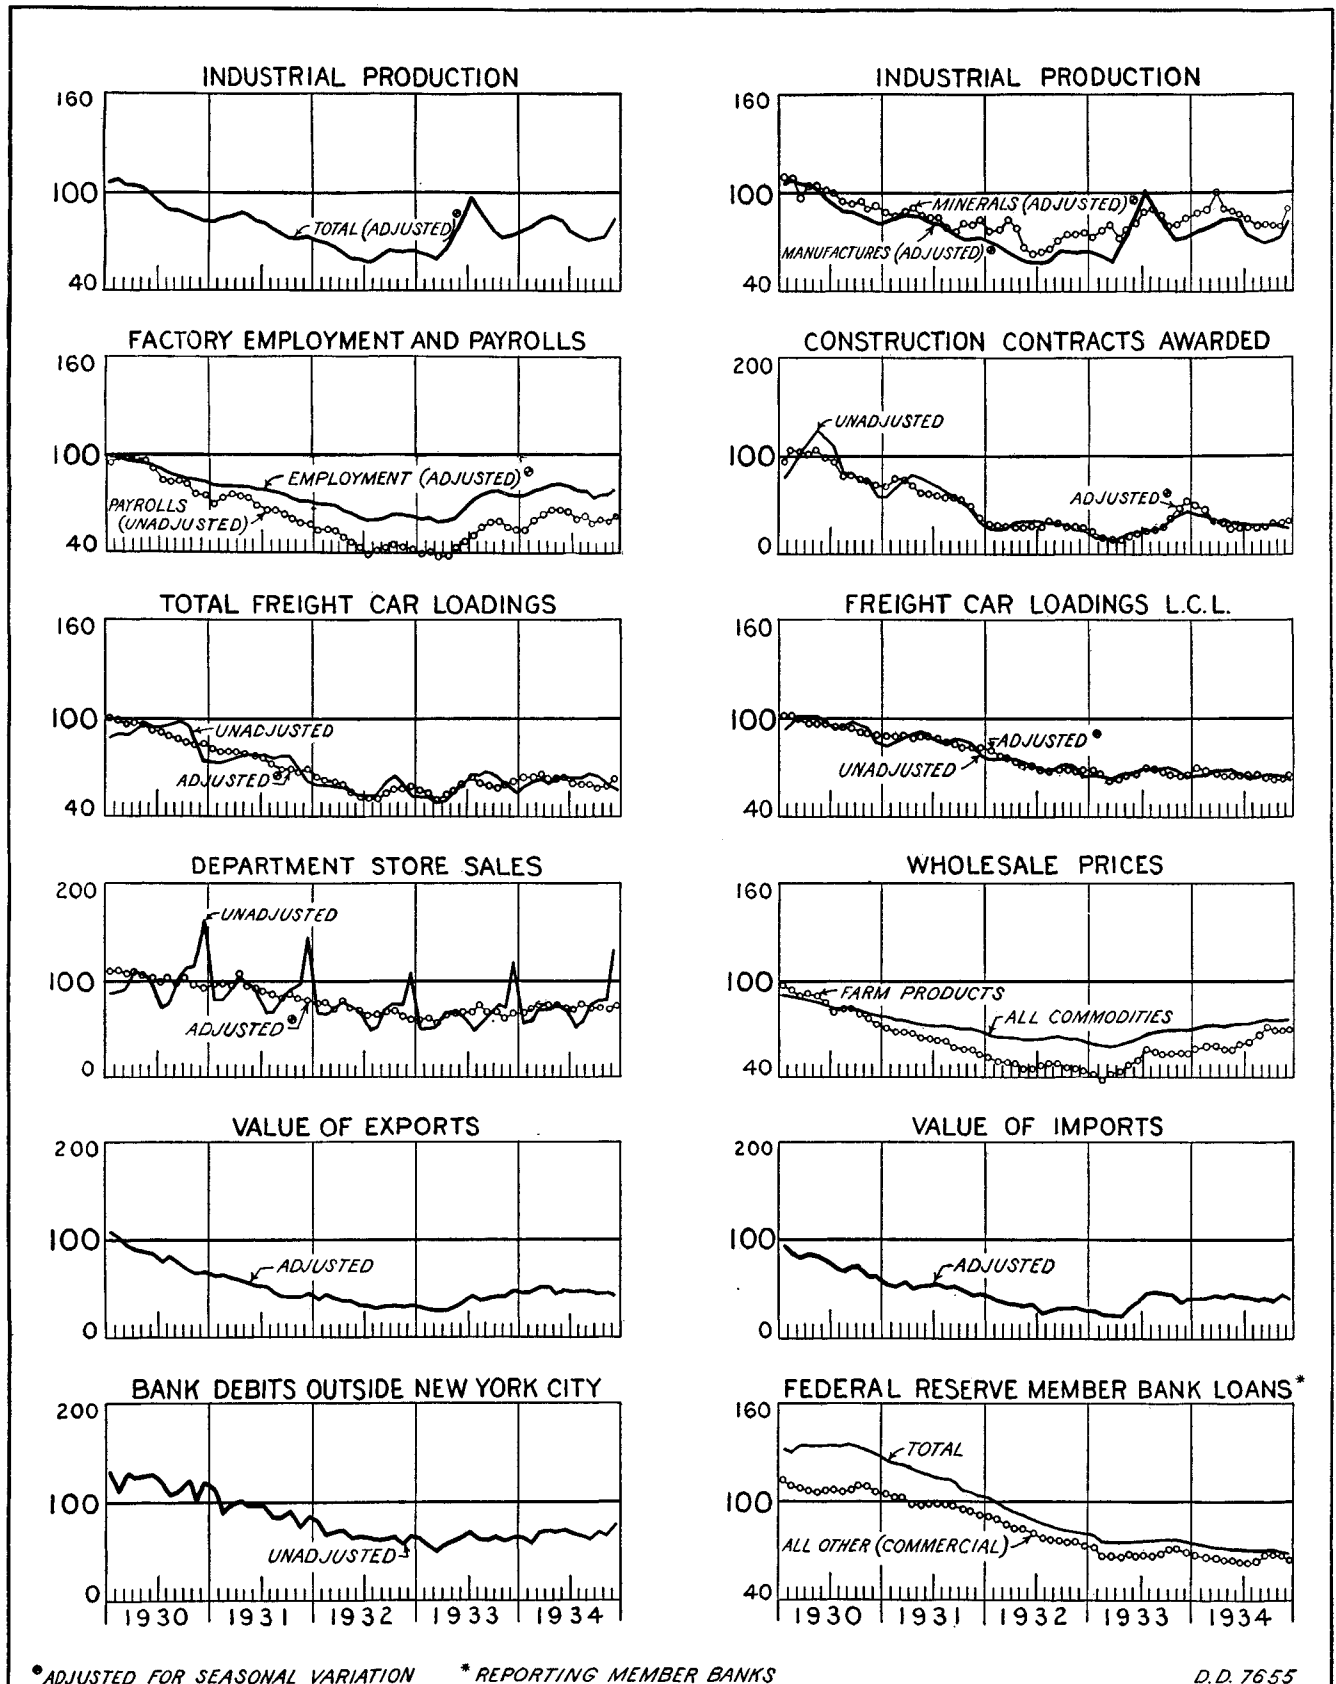 INDUSTRIAL PRODUCTION
160
100
40
TOTAL (ADJUSTED)
INDUSTRIAL PRODUCTION
160
100
40
MINERALS (ADJUSTED)
MANUFACTURES (ADJUSTED)
FACTORY EMPLOYMENT AND PAYROLLS
160
100
40
EMPLOYMENT (ADJUSTED)
PAYROLLS
(UNADJUSTED)
CONSTRUCTION CONTRACTS AWARDED
200
100
0
UNADJUSTED
ADJUSTED
TOTAL FREIGHT CAR LOADINGS
160
100
40
UNADJUSTED
ADJUSTED
FREIGHT CAR LOADINGS L.C.L.
160
100
40
ADJUSTED
UNADJUSTED
DEPARTMENT STORE SALES
200
100
0
UNADJUSTED
ADJUSTED
WHOLESALE PRICES
160
100
40
FARM PRODUCTS
ALL COMMODITIES
VALUE OF EXPORTS
200
100
0
ADJUSTED
VALUE OF IMPORTS
200
100
0
ADJUSTED
BANK DEBITS OUTSIDE NEW YORK CITY
200
100
0
UNADJUSTED
1930 1931 1932 1933 1934
FEDERAL RESERVE MEMBER BANK LOANS*
160
100
40
TOTAL
ALL OTHER (COMMERCIAL)
1930 1931 1932 1933 1934
ADJUSTED FOR SEASONAL VARIATION *REPORTING MEMBER BANKS D.D. 7655